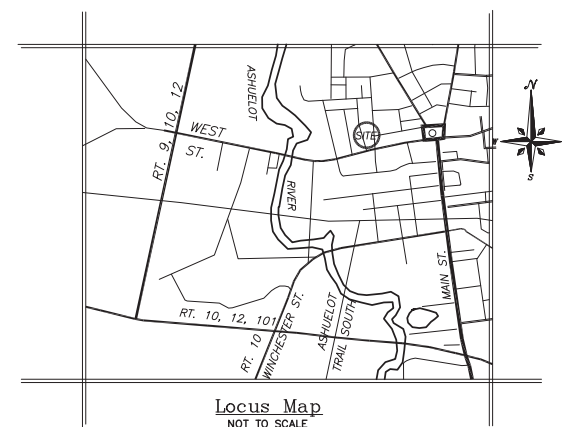 N
ASHUELOT
RT. 9, 10, 12
WEST
ST.
SITE
S
RIVER
MAIN ST.
RT. 10, 12, 101
RT. 10
WINCHESTER ST.
ASHUELOT
TRAIL SOUTH
Locus Map
NOT TO SCALE